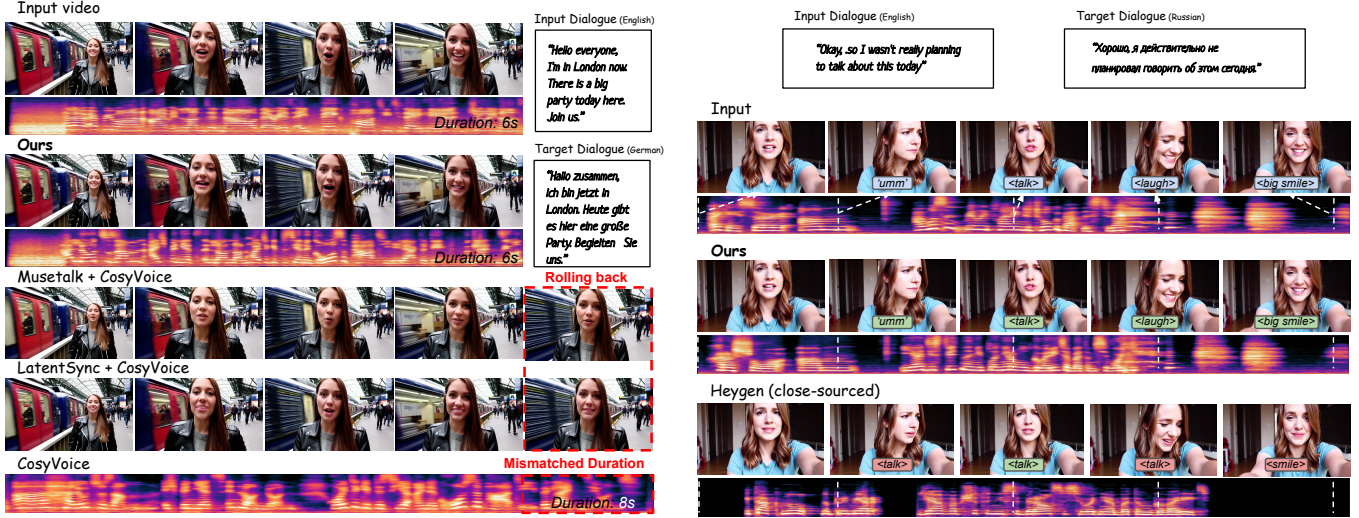 Input video
Duration: 6s
Input Dialogue (English)
"Hello everyone,
I'm in London now.
There is a big
party today here.
Join us."
Ours
Duration: 6s
Target Dialogue (German)
"Hallo zusammen,
ich bin jetzt in
London. Heute gibt
es hier eine große
Party. Begleiten Sie
uns."
Musetalk + CosyVoice
Rolling back
LatentSync + CosyVoice
CosyVoice
Mismatched Duration
Duration: 8s
Input Dialogue (English)
"Okay, .so I wasn't really planning
to talk about this today"
Target Dialogue (Russian)
"Хорошо, я действительно не
планировал говорить об этом сегодня."
Input
'umm'
<talk>
<laugh>
<big smile>
Ours
'umm'
<talk>
<laugh>
<big smile>
Heygen (close-sourced)
<talk>
<talk>
<talk>
<smile>